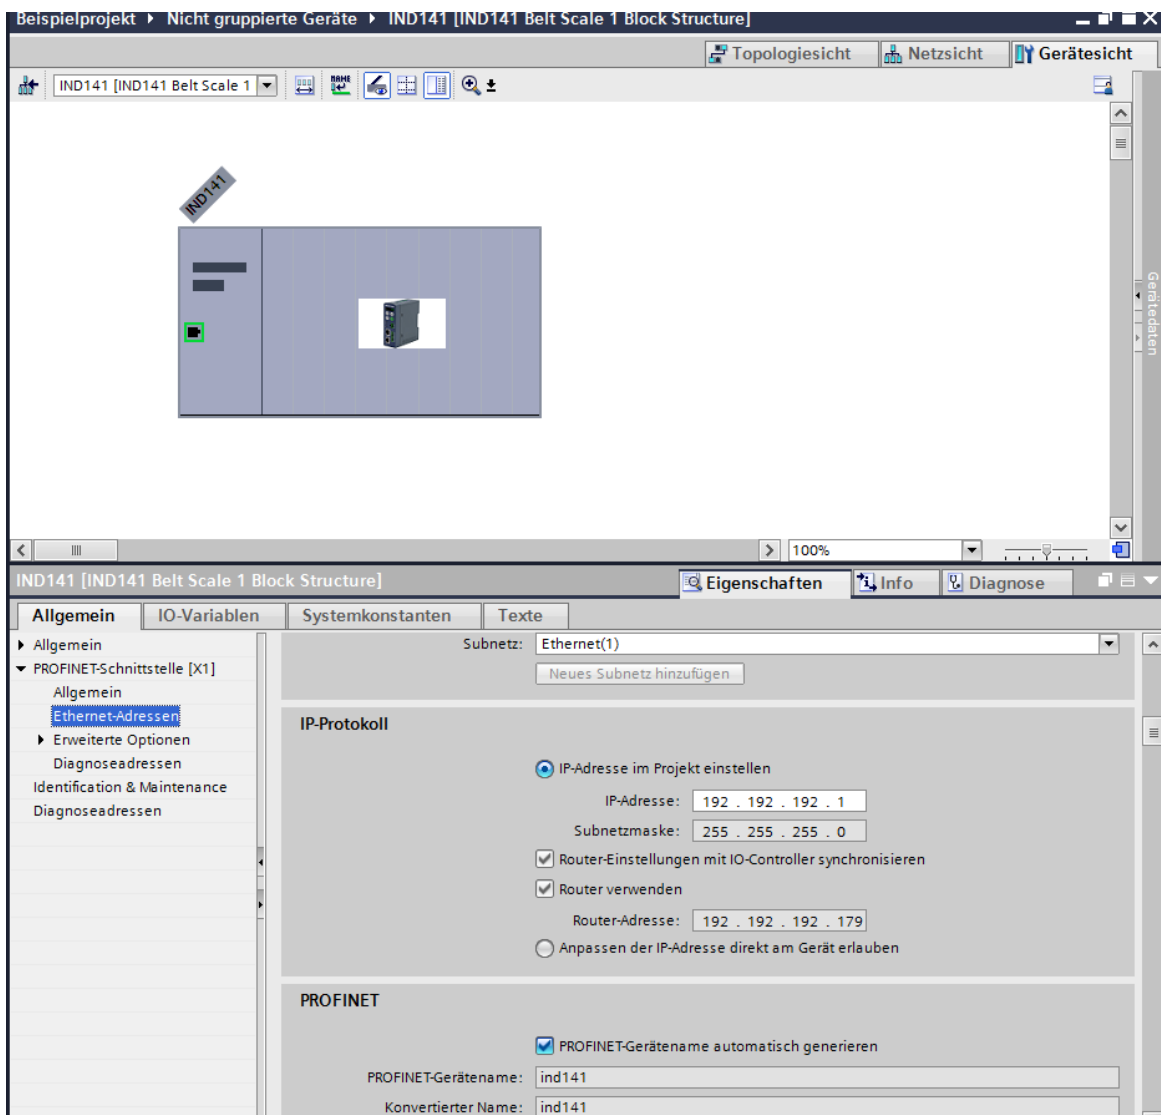 Beispielprojekt ▸ Nicht gruppierte Geräte ▸ IND141 [IND141 Belt Scale 1 Block Structure]
Topologiesicht Netzsicht Gerätesicht
IND141 [IND141 Belt Scale 1
NAME
IND141
Gerätedaten
100%
IND141 [IND141 Belt Scale 1 Block Structure]
Eigenschaften Info Diagnose
Allgemein IO-Variablen Systemkonstanten Texte
Allgemein
PROFINET-Schnittstelle [X1]
Allgemein
Ethernet-Adressen
Erweiterte Optionen
Diagnoseadressen
Identification & Maintenance
Diagnoseadressen
Subnetz: Ethernet(1)
Neues Subnetz hinzufügen
IP-Protokoll
IP-Adresse im Projekt einstellen
IP-Adresse: 192 . 192 . 192 . 1
Subnetzmaske: 255 . 255 . 255 . 0
Router-Einstellungen mit IO-Controller synchronisieren
Router verwenden
Router-Adresse: 192 . 192 . 192 . 179
Anpassen der IP-Adresse direkt am Gerät erlauben
PROFINET
PROFINET-Gerätename automatisch generieren
PROFINET-Gerätename: ind141
Konvertierter Name: ind141